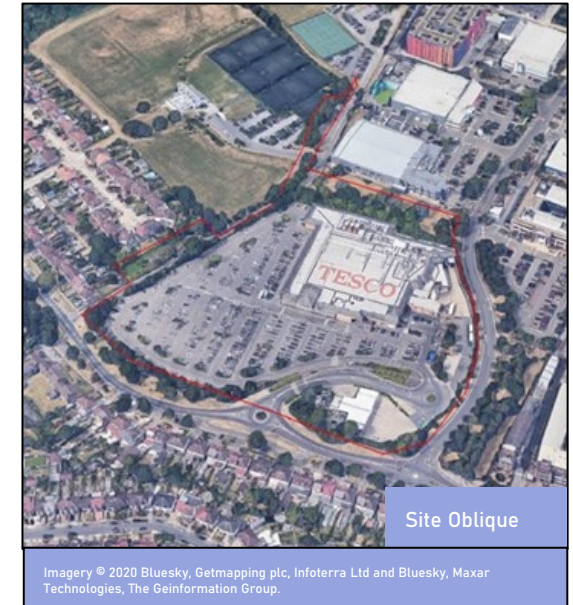 TESCO
Site Oblique
Imagery © 2020 Bluesky, Getmapping plc, Infoterra Ltd and Bluesky, Maxar
Technologies, The Geinformation Group.